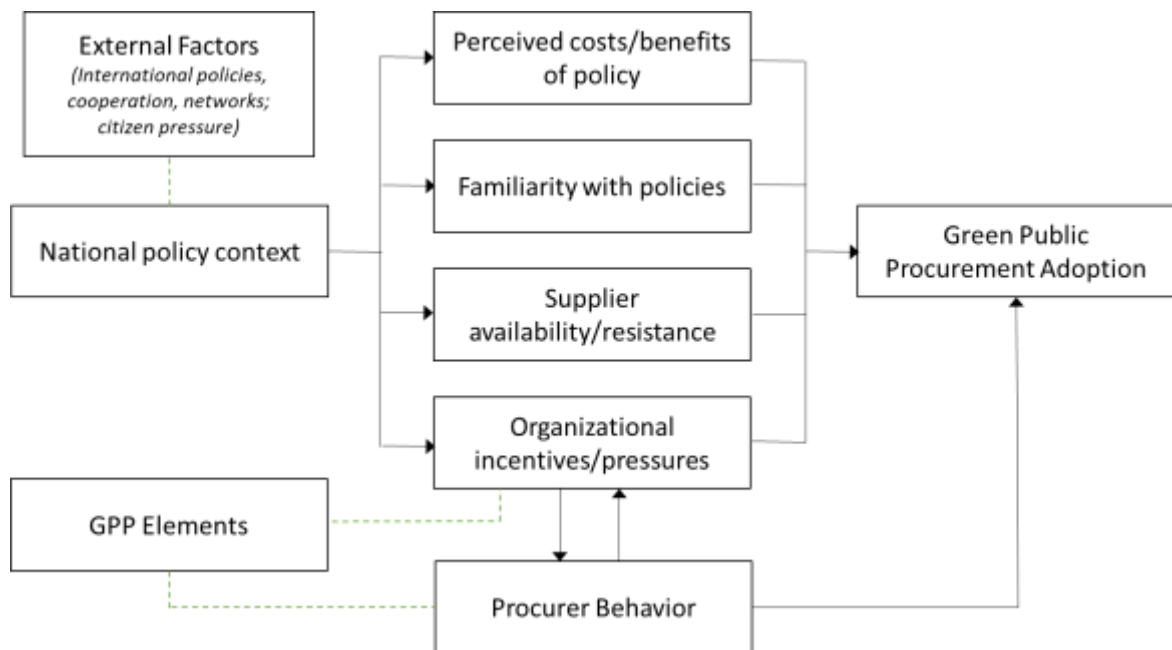 External Factors
(International policies,
cooperation, networks;
citizen pressure)
National policy context
GPP Elements
Perceived costs/benefits
of policy
Familiarity with policies
Supplier
availability/resistance
Organizational
incentives/pressures
Procurer Behavior
Green Public
Procurement Adoption